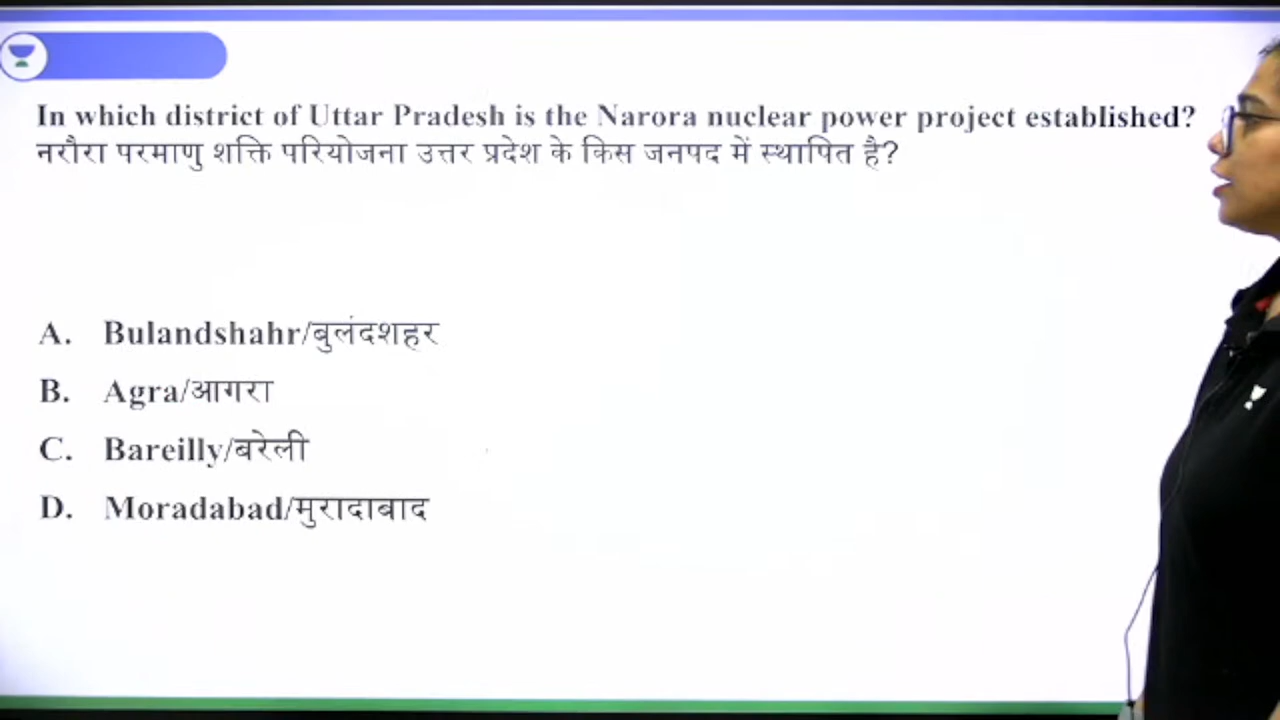 In which district of Uttar Pradesh is the Narora nuclear power project established?
नरौरा परमाणु शक्ति परियोजना उत्तर प्रदेश के किस जनपद में स्थापित है?
A. Bulandshahr/बुलंदशहर
B. Agra/आगरा
C. Bareilly/बरेली
D. Moradabad/मुरादाबाद